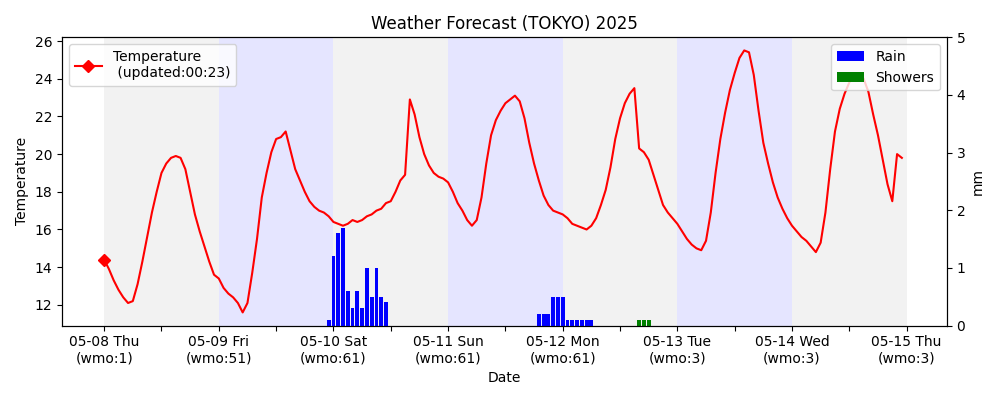 Weather Forecast (TOKYO) 2025
Temperature
(updated:00:23)
Rain
Showers
26
24
22
20
18
16
14
12
Temperature
5
4
3
2
1
0
mm
05-08 Thu
(wmo:1)
05-09 Fri
(wmo:51)
05-10 Sat
(wmo:61)
05-11 Sun
(wmo:61)
05-12 Mon
(wmo:61)
05-13 Tue
(wmo:3)
05-14 Wed
(wmo:3)
05-15 Thu
(wmo:3)
Date